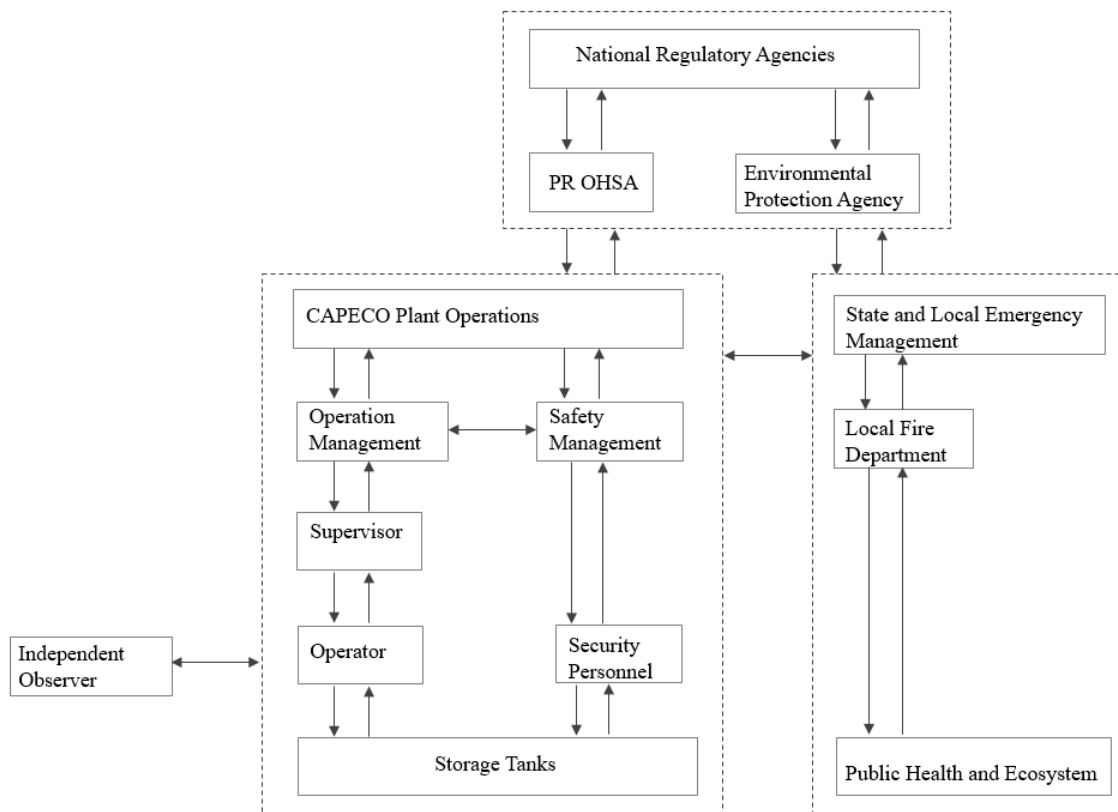 National Regulatory Agencies
PR OHSA
Environmental
Protection Agency
CAPECO Plant Operations
State and Local Emergency
Management
Operation
Management
Safety
Management
Local Fire
Department
Supervisor
Independent
Observer
Operator
Security
Personnel
Storage Tanks
Public Health and Ecosystem